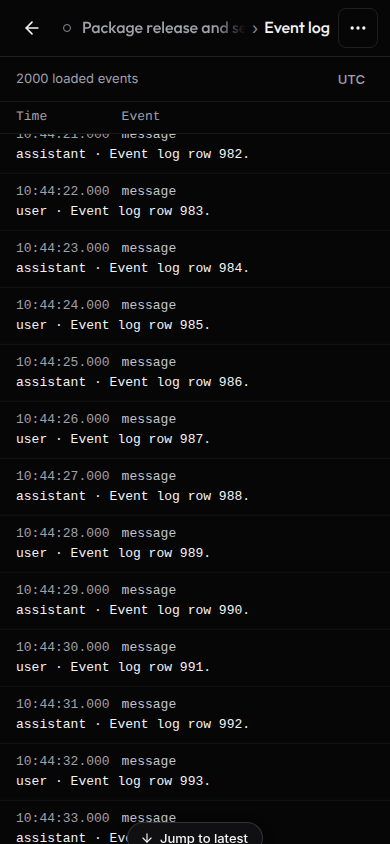 Package release and s › Event log
2000 loaded events UTC
Time Event
10:44:21.000 message
assistant · Event log row 982.
10:44:22.000 message
user · Event log row 983.
10:44:23.000 message
assistant · Event log row 984.
10:44:24.000 message
user · Event log row 985.
10:44:25.000 message
assistant · Event log row 986.
10:44:26.000 message
user · Event log row 987.
10:44:27.000 message
assistant · Event log row 988.
10:44:28.000 message
user · Event log row 989.
10:44:29.000 message
assistant · Event log row 990.
10:44:30.000 message
user · Event log row 991.
10:44:31.000 message
assistant · Event log row 992.
10:44:32.000 message
user · Event log row 993.
10:44:33.000 message
assistant · Jump to latest